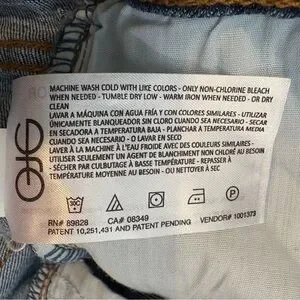 MACHINE WASH COLD WITH LIKE COLORS - ONLY NON-CHLORINE BLEACH
WHEN NEEDED - TUMBLE DRY LOW - WARM IRON WHEN NEEDED - OR DRY
CLEAN
LAVAR A MÁQUINA CON AGUA FRÍA Y CON COLORES SIMILARES - UTILIZAR
ÚNICAMENTE BLANQUEADOR SIN CLORO CUANDO SEA NECESARIO - SECAR
EN SECADORA A TEMPERATURA BAJA - PLANCHAR A TEMPERATURA MEDIA
CUANDO SEA NECESARIO - O LAVAR EN SECO
LAVER À LA MACHINE À L'EAU FROIDE AVEC DES COULEURS SIMILAIRES -
UTILISER SEULEMENT UN AGENT DE BLANCHIMENT NON CHLORÉ AU BESOIN
- SÉCHER PAR CULBUTAGE À BASSE TEMPÉRATURE - REPASSER À
TEMPÉRATURE MOYENNE AU BESOIN - OU NETTOYER À SEC
RN# 89828 CA# 08349 VENDOR# 1001373
PATENT 10,251,431 AND PATENT PENDING